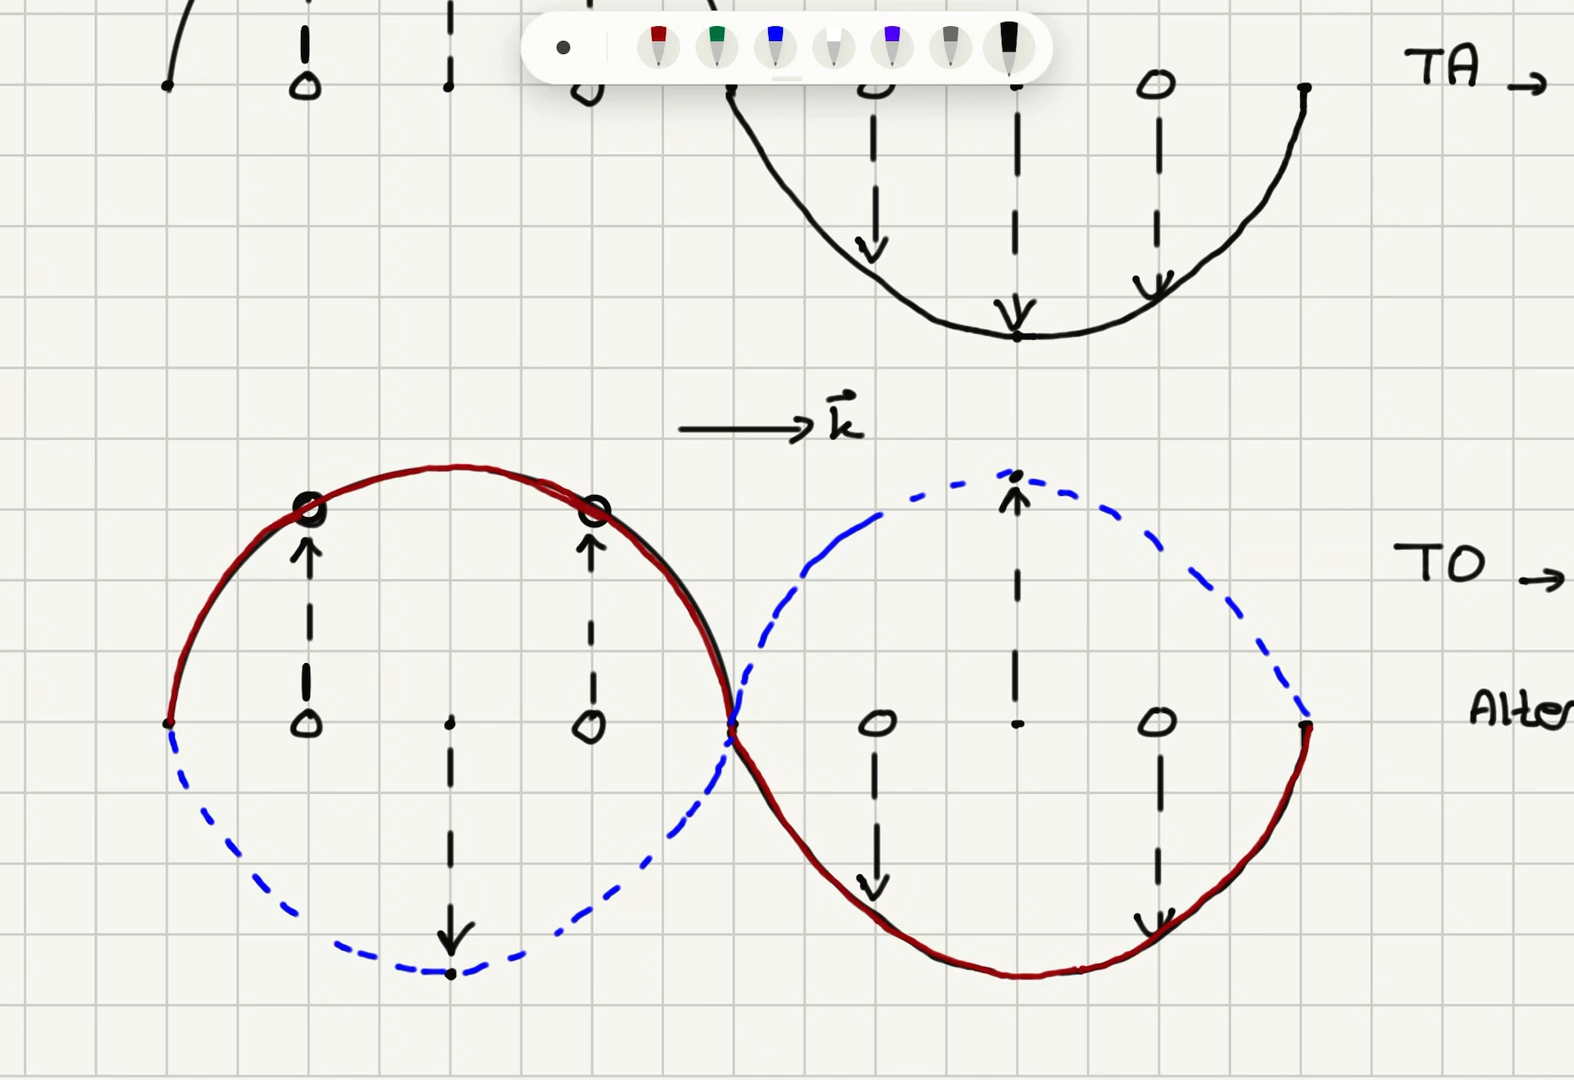 TA →
→ k⃗
TO →
Alter